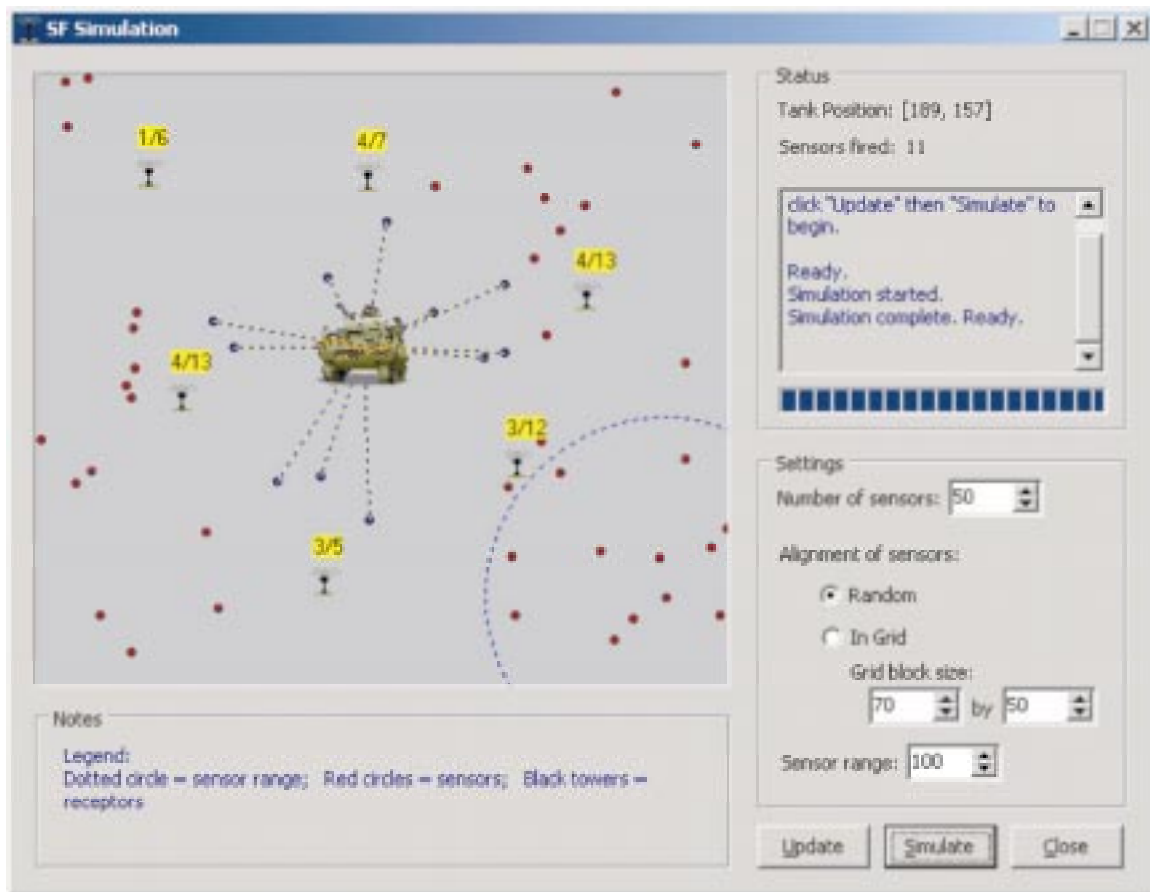 SF Simulation
1/6
4/7
4/13
4/13
3/12
3/5
Status
Tank Position: [189, 157]
Sensors fired: 11
click "Update" then "Simulate" to
begin.
Ready.
Simulation started.
Simulation complete. Ready.
Settings
Number of sensors: 50
Alignment of sensors:
Random
In Grid
Grid block size:
70 by 50
Sensor range: 100
Notes
Legend:
Dotted circle = sensor range; Red circles = sensors; Black towers =
receptors
Update Simulate Close